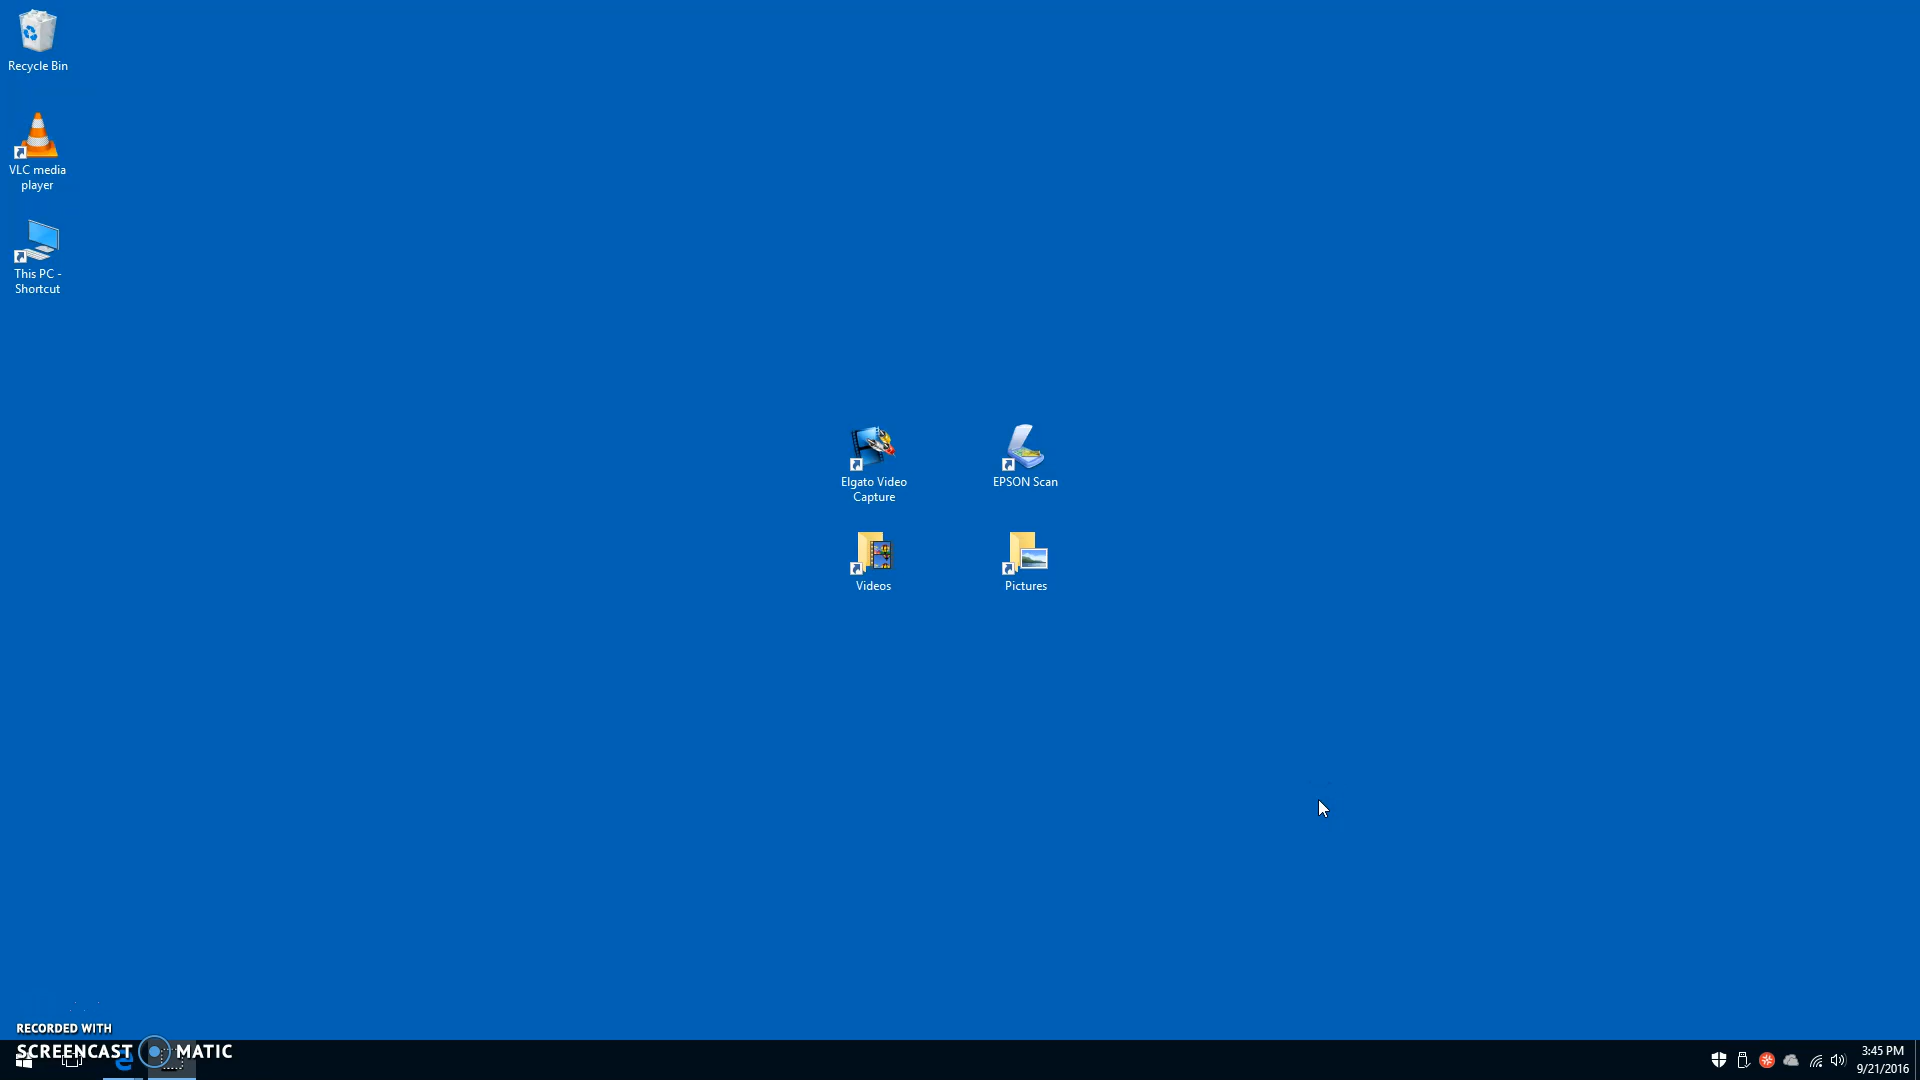 Recycle Bin
VLC media
player
This PC -
Shortcut
Elgato Video
Capture
EPSON Scan
Videos
Pictures
RECORDED WITH
SCREENCAST MATIC
3:45 PM
9/21/2016